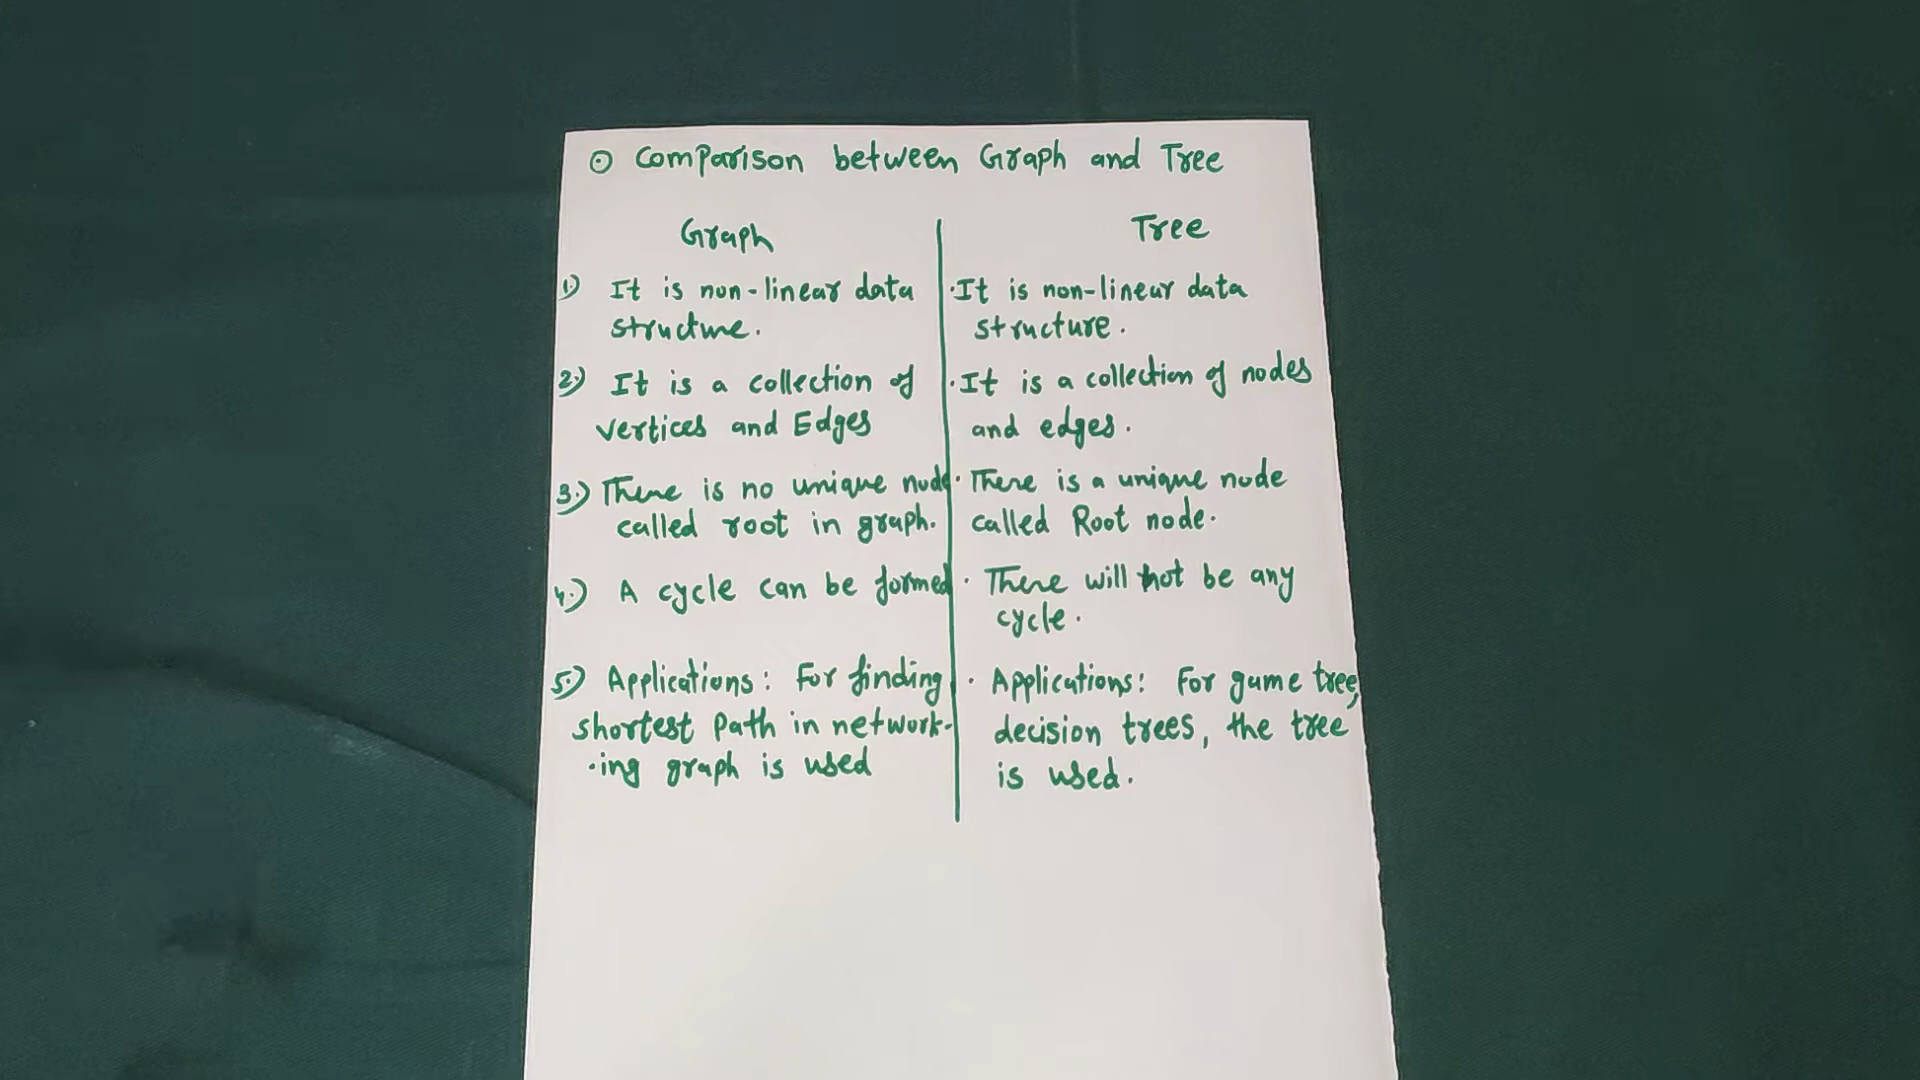 ⊙ Comparison between Graph and Tree
Graph
1.) It is non-linear data
structure.
2.) It is a collection of
vertices and Edges
3.) There is no unique node
called root in graph.
4.) A cycle can be formed
5.) Applications: For finding
shortest Path in network-
-ing graph is used
Tree
·It is non-linear data
structure.
·It is a collection of nodes
and edges.
· There is a unique node
called Root node.
· There will not be any
cycle.
· Applications: For game tree,
decision trees, the tree
is used.